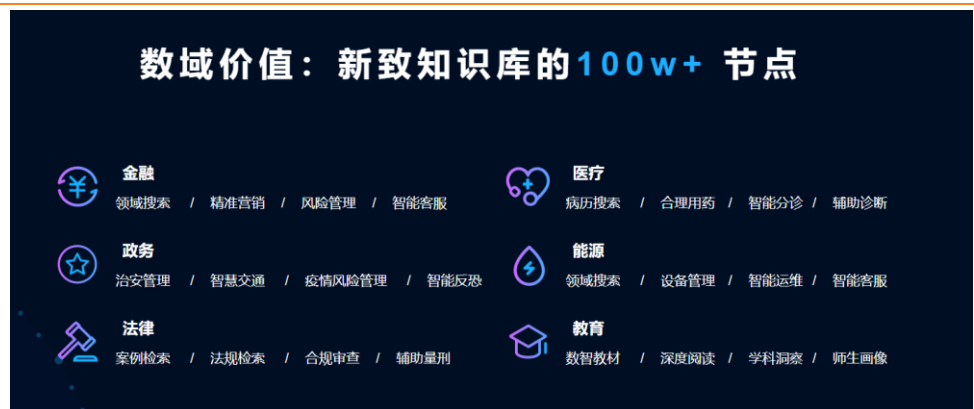 数域价值：新致知识库的100w+ 节点
金融
领域搜索 / 精准营销 / 风险管理 / 智能客服
医疗
病历搜索 / 合理用药 / 智能分诊 / 辅助诊断
政务
治安管理 / 智慧交通 / 疫情风险管理 / 智能反恐
能源
领域搜索 / 设备管理 / 智能运维 / 智能客服
法律
案例检索 / 法规检索 / 合规审查 / 辅助量刑
教育
数智教材 / 深度阅读 / 学科洞察 / 师生画像